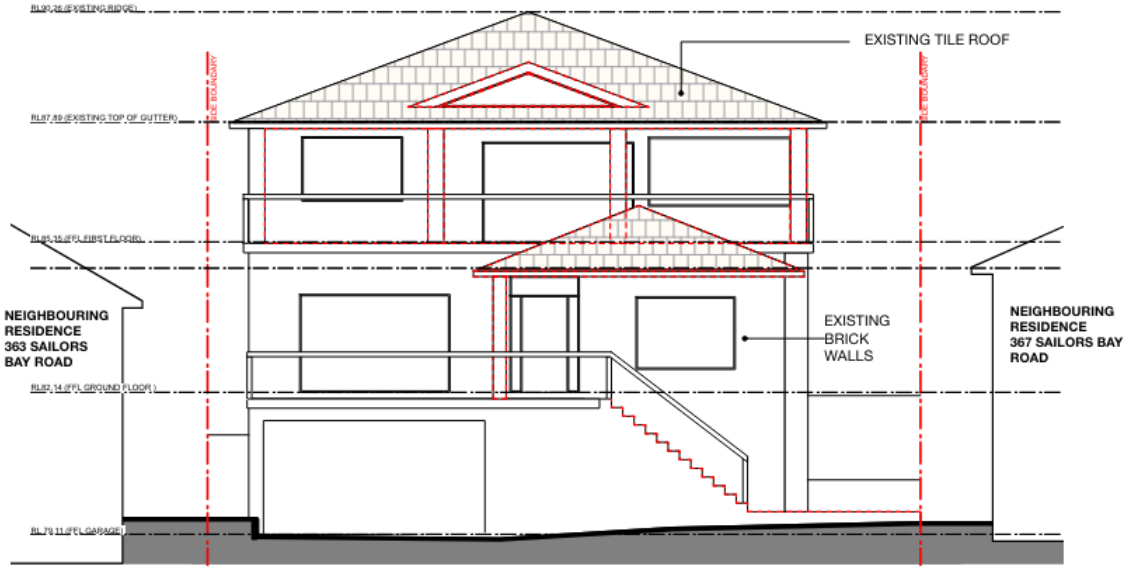 RL90.26 (EXISTING RIDGE)
EXISTING TILE ROOF
SIDE BOUNDARY
SIDE BOUNDARY
RL87.89 (EXISTING TOP OF GUTTER)
RL85.15 (FFL FIRST FLOOR)
NEIGHBOURING
RESIDENCE
363 SAILORS
BAY ROAD
EXISTING
BRICK
WALLS
NEIGHBOURING
RESIDENCE
367 SAILORS BAY
ROAD
RL82.14 (FFL GROUND FLOOR )
RL 79.11 (FFL GARAGE)